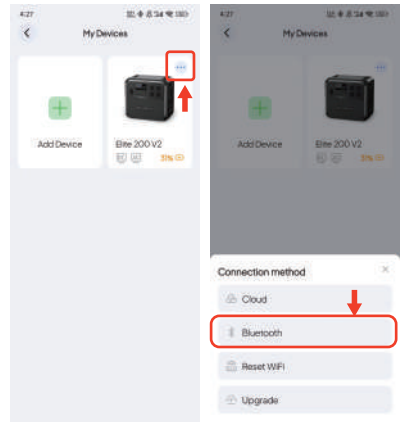 4:27
My Devices
Add Device
Elite 200 V2
31%
4:27
My Devices
Add Device
Elite 200 V2
31%
Connection method
Cloud
Bluetooth
Reset WiFi
Upgrade